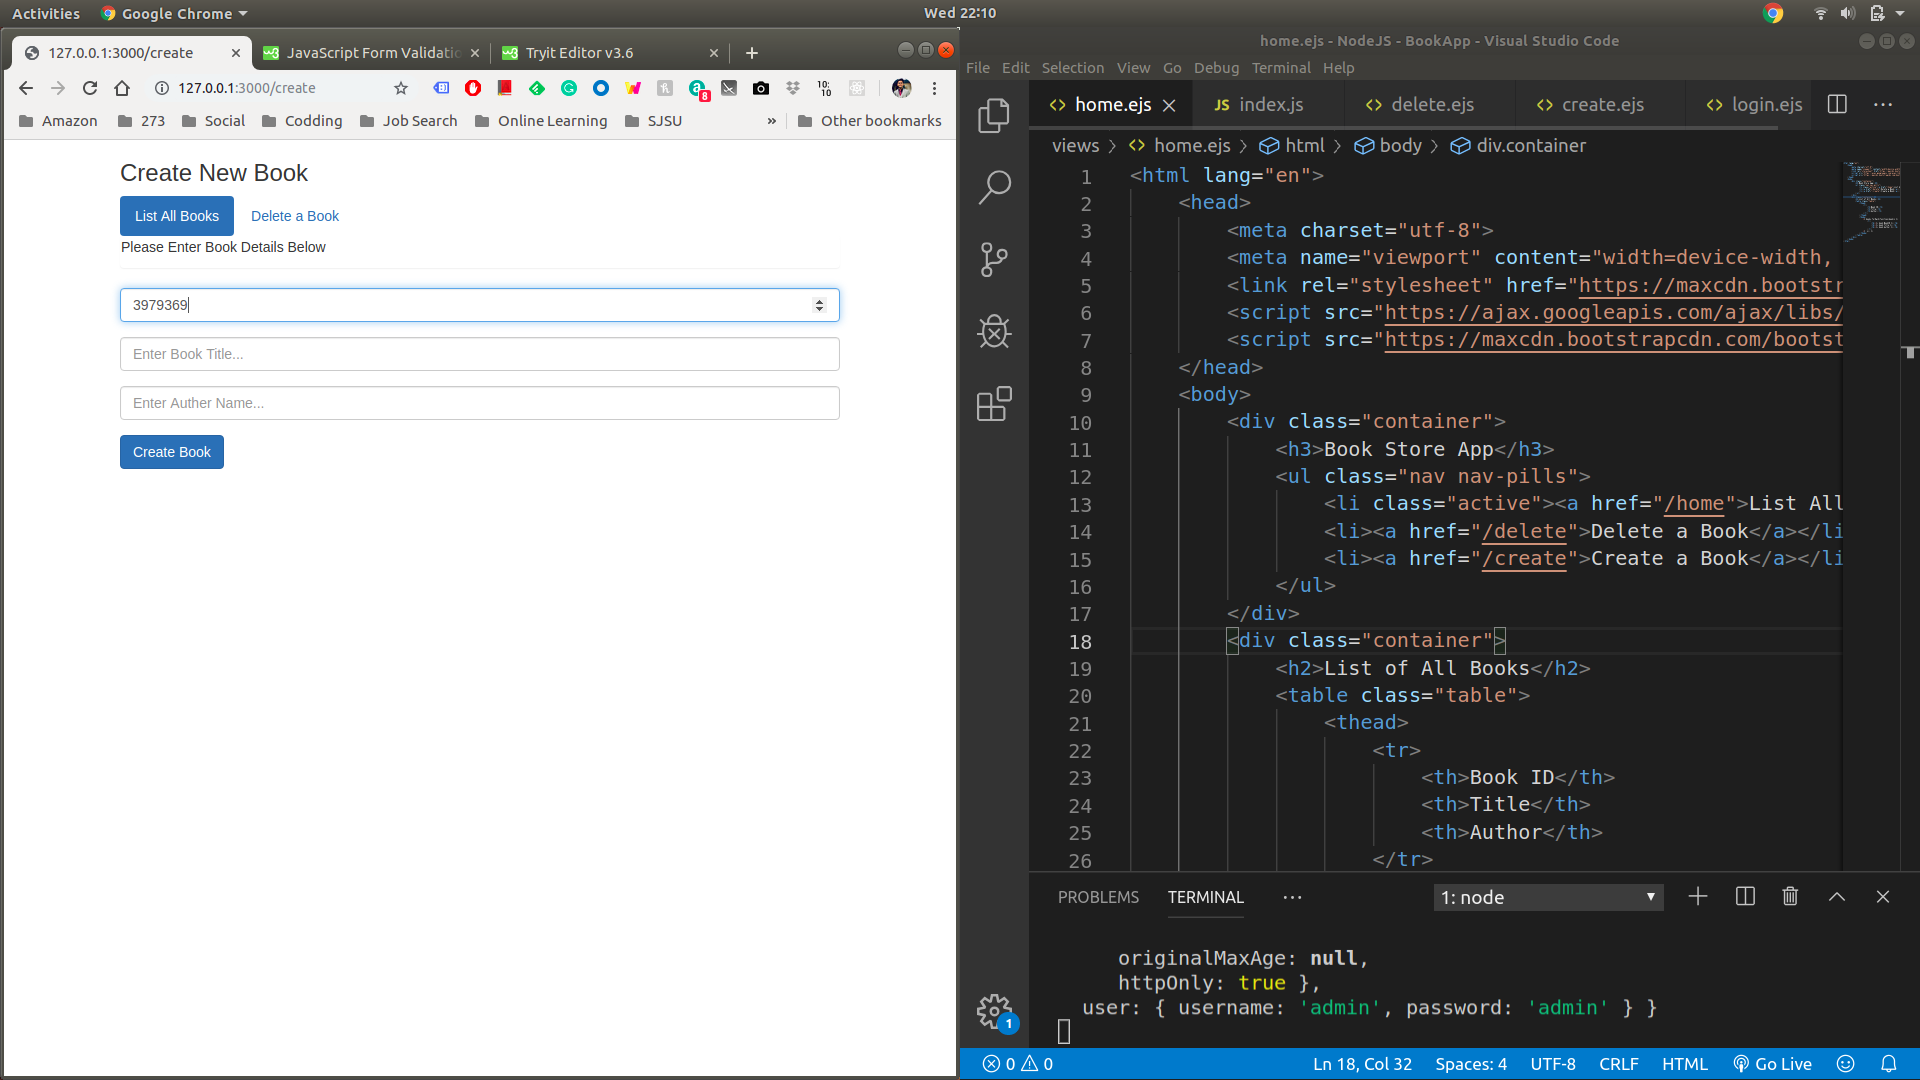 Activities Google Chrome Wed 22:10
127.0.0.1:3000/create JavaScript Form Validatio Tryit Editor v3.6
127.0.0.1:3000/create 8 10:10
Amazon 273 Social Codding Job Search Online Learning SJSU » Other bookmarks
Create New Book
List All Books Delete a Book
Please Enter Book Details Below
3979369
Enter Book Title...
Enter Auther Name...
Create Book
home.ejs - NodeJS - BookApp - Visual Studio Code
File Edit Selection View Go Debug Terminal Help
home.ejs JS index.js delete.ejs create.ejs login.ejs
views > home.ejs > html > body > div.container
1 <html lang="en">
2 <head>
3 <meta charset="utf-8">
4 <meta name="viewport" content="width=device-width,
5 <link rel="stylesheet" href="https://maxcdn.bootstr
6 <script src="https://ajax.googleapis.com/ajax/libs/
7 <script src="https://maxcdn.bootstrapcdn.com/bootst
8 </head>
9 <body>
10 <div class="container">
11 <h3>Book Store App</h3>
12 <ul class="nav nav-pills">
13 <li class="active"><a href="/home">List All
14 <li><a href="/delete">Delete a Book</a></li
15 <li><a href="/create">Create a Book</a></li
16 </ul>
17 </div>
18 <div class="container">
19 <h2>List of All Books</h2>
20 <table class="table">
21 <thead>
22 <tr>
23 <th>Book ID</th>
24 <th>Title</th>
25 <th>Author</th>
26 </tr>
PROBLEMS TERMINAL ··· 1: node
originalMaxAge: null,
httpOnly: true },
user: { username: 'admin', password: 'admin' } }
1
0 0 Ln 18, Col 32 Spaces: 4 UTF-8 CRLF HTML Go Live